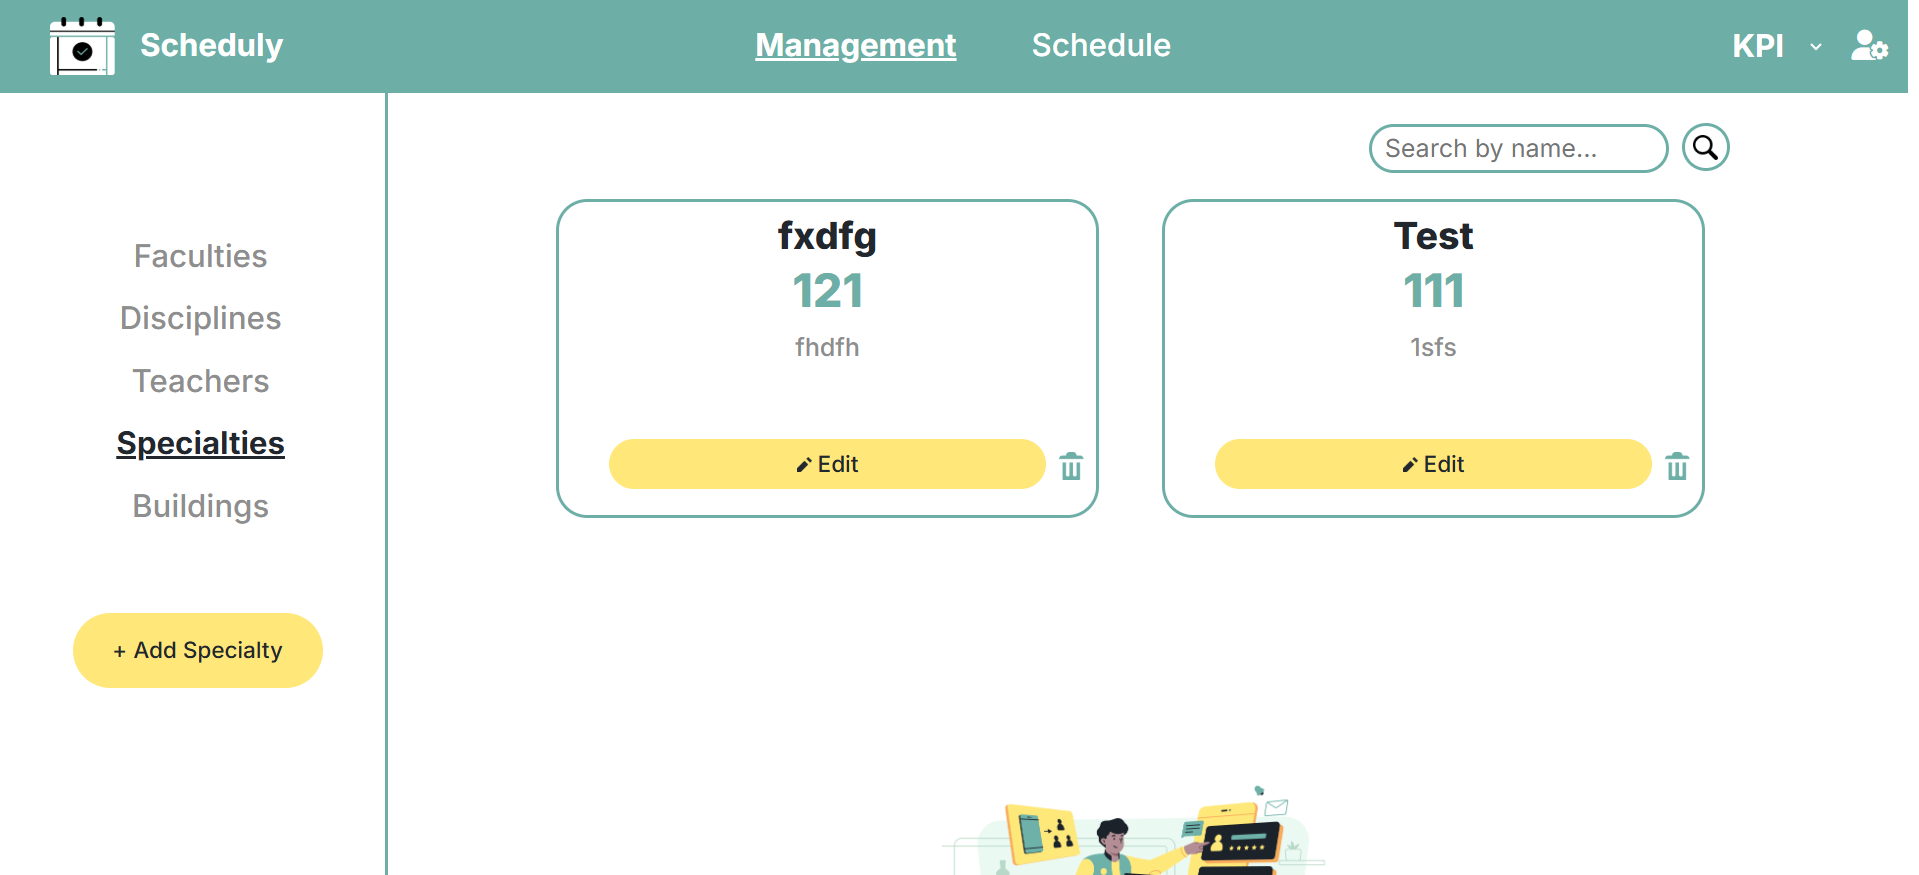 Scheduly
Management
Schedule
KPI
Search by name...
Faculties
Disciplines
Teachers
Specialties
Buildings
+ Add Specialty
fxdfg
121
fhdfh
Edit
Test
111
1sfs
Edit